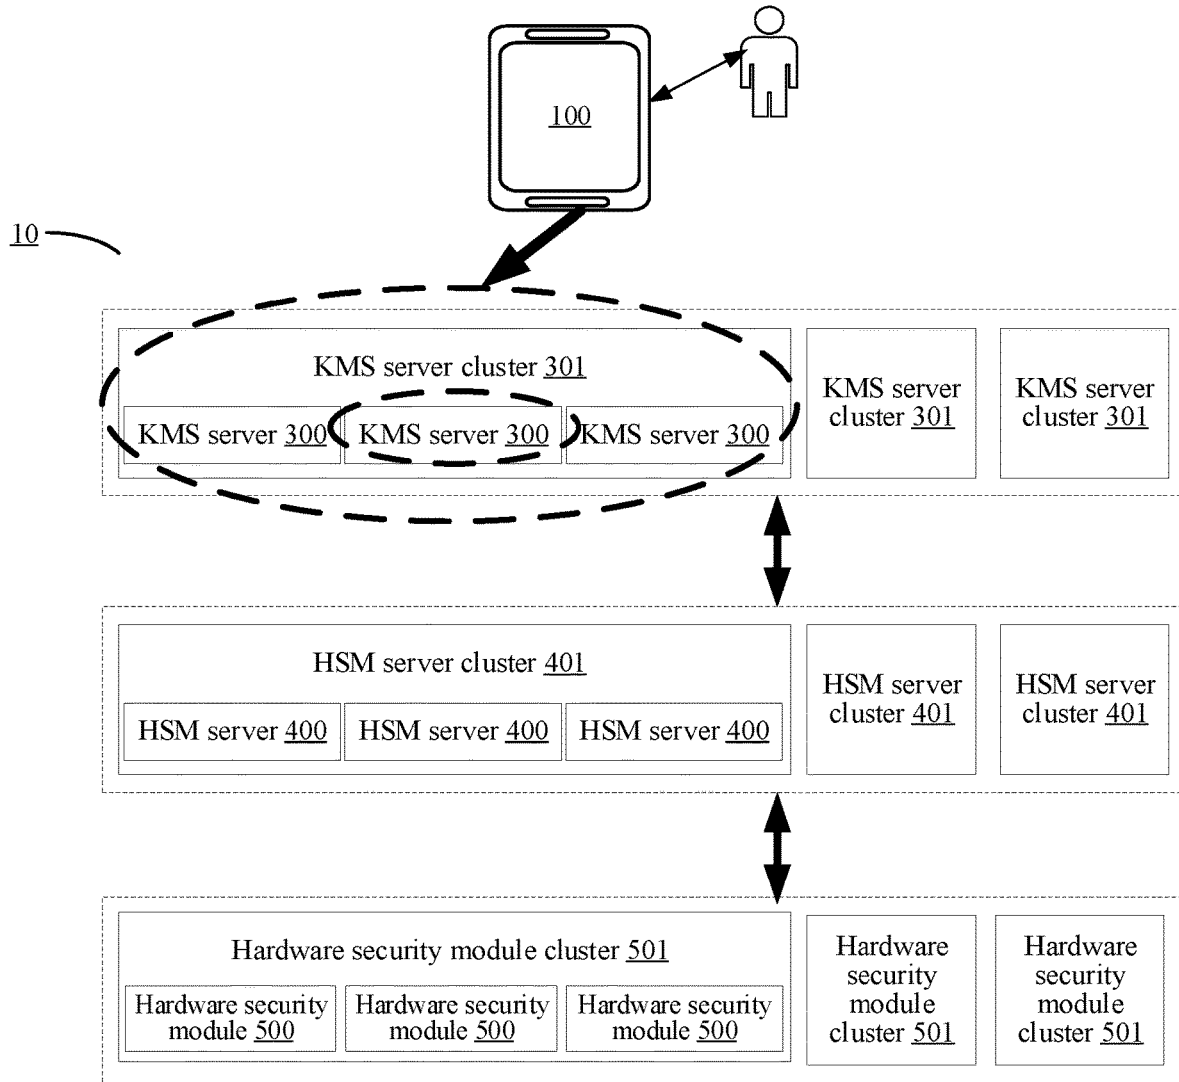 100
10
KMS server cluster 301
KMS server 300
KMS server 300
KMS server 300
KMS server
cluster 301
KMS server
cluster 301
HSM server cluster 401
HSM server 400
HSM server 400
HSM server 400
HSM server
cluster 401
HSM server
cluster 401
Hardware security module cluster 501
Hardware security
module 500
Hardware security
module 500
Hardware security
module 500
Hardware
security
module
cluster 501
Hardware
security
module
cluster 501